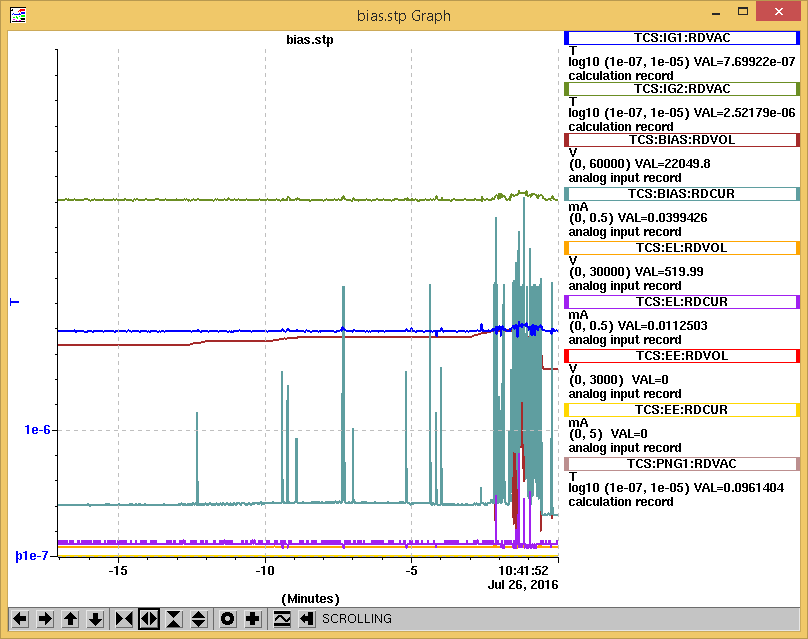 bias.stp Graph
bias.stp
TCS:IG1:RDVAC
T
log10 (1e-07, 1e-05) VAL=7.69922e-07
calculation record
TCS:IG2:RDVAC
T
log10 (1e-07, 1e-05) VAL=2.52179e-06
calculation record
TCS:BIAS:RDVOL
V
(0, 60000) VAL=22049.8
analog input record
TCS:BIAS:RDCUR
mA
(0, 0.5) VAL=0.0399426
analog input record
TCS:EL:RDVOL
V
(0, 30000) VAL=519.99
analog input record
TCS:EL:RDCUR
mA
(0, 0.5) VAL=0.0112503
analog input record
TCS:EE:RDVOL
V
(0, 3000) VAL=0
analog input record
TCS:EE:RDCUR
mA
(0, 5) VAL=0
analog input record
TCS:PNG1:RDVAC
T
log10 (1e-07, 1e-05) VAL=0.0961404
calculation record
T
1e-6
1e-7
-15 -10 -5 10:41:52
Jul 26, 2016
(Minutes)
SCROLLING